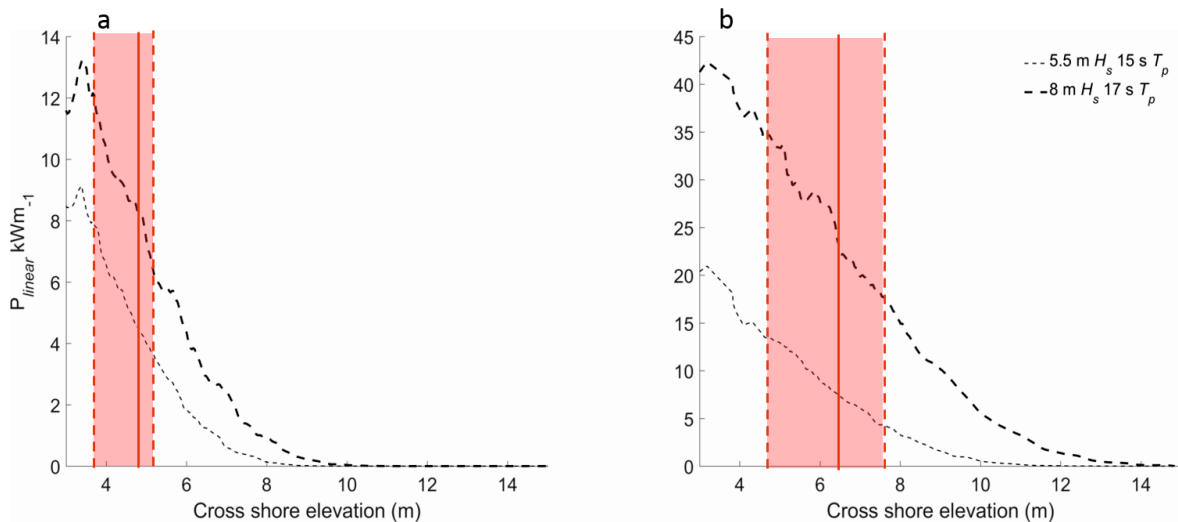 a
14
12
10
8
6
4
2
0
P_linear kWm_-1
4 6 8 10 12 14
Cross shore elevation (m)
b
45
40
35
30
25
20
15
10
5
0
4 6 8 10 12 14
Cross shore elevation (m)
5.5 m H_s 15 s T_p
8 m H_s 17 s T_p